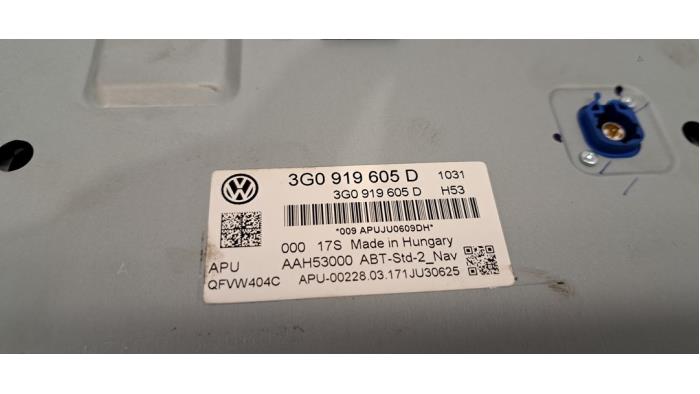 3G0 919 605 D 1031
3G0 919 605 D H53
*009 APUJU0609DH*
000 17S Made in Hungary
APU AAH53000 ABT-Std-2_Nav
QFVW404C APU-00228.03.171JU30625